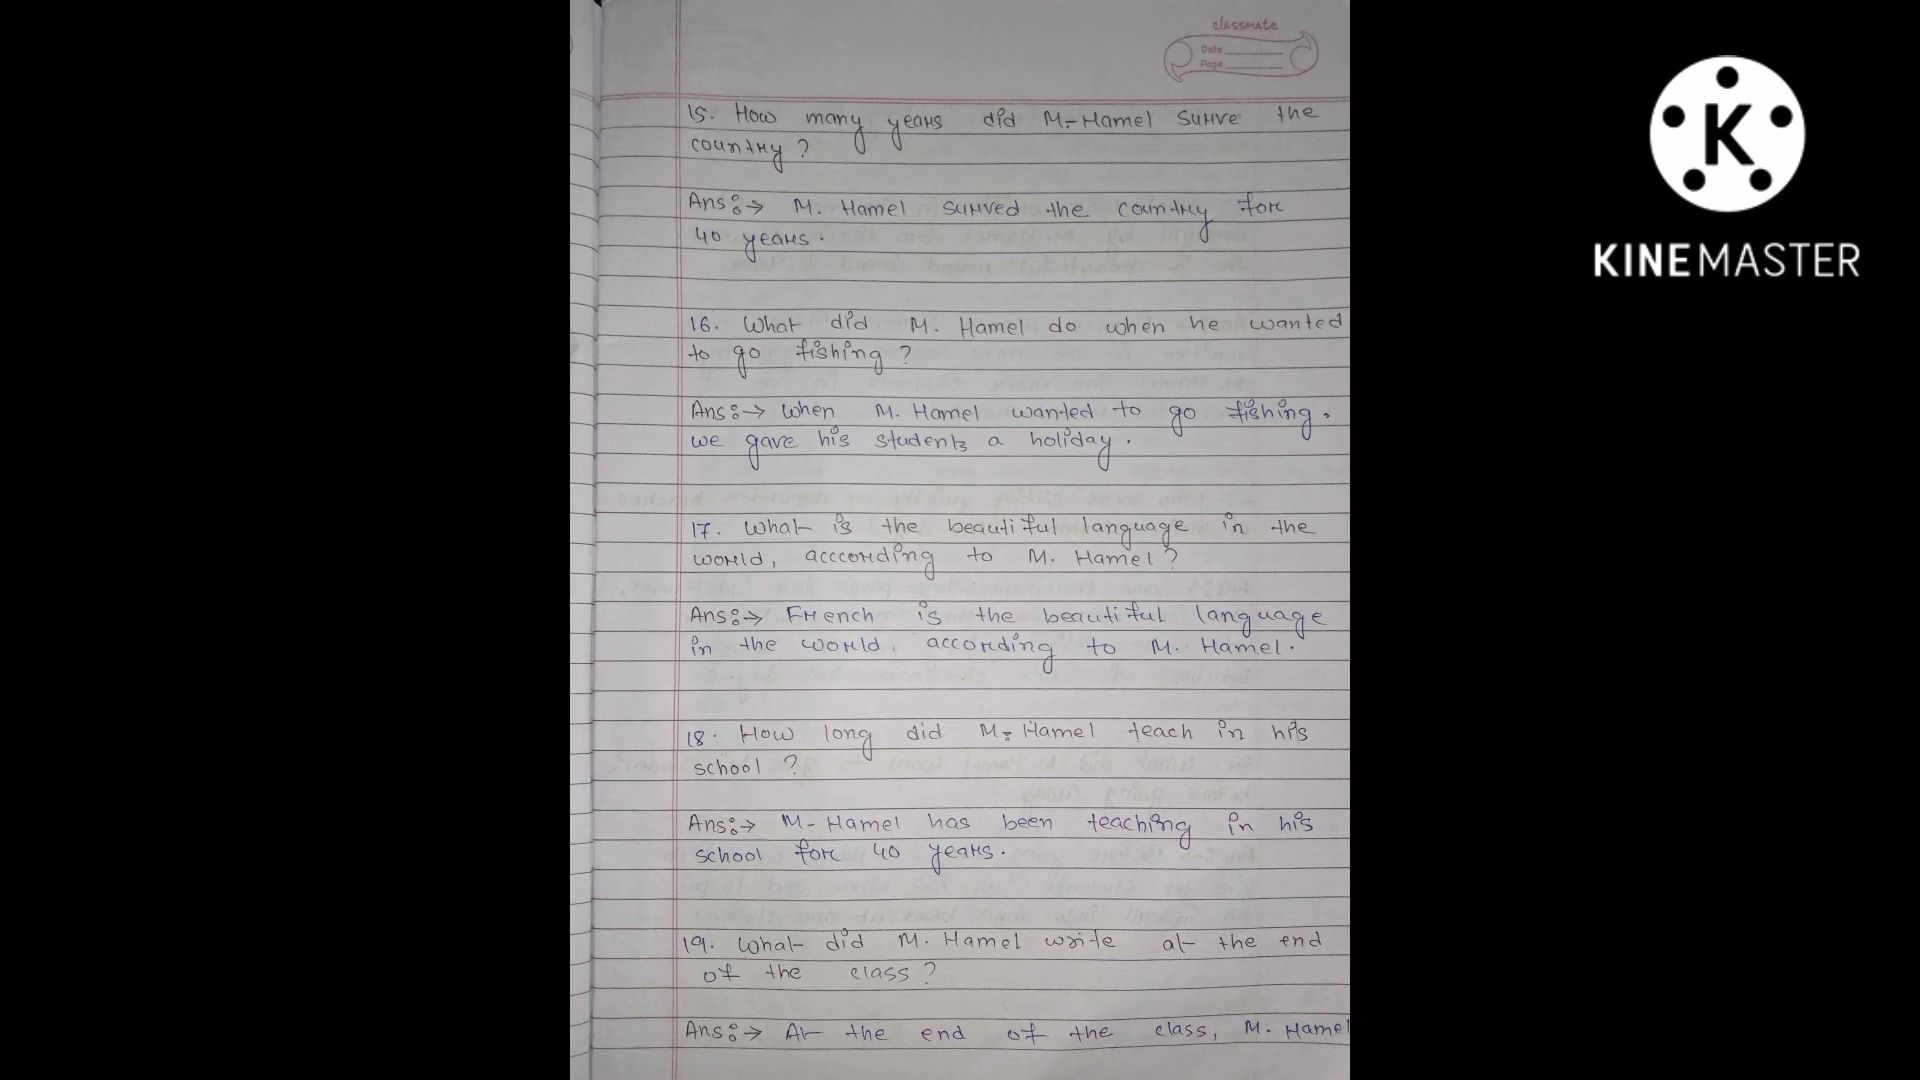 classmate
Date
Page
15. How many years did M. Hamel surve the
country?
Ans:→ M. Hamel surved the country for
40 years.
16. What did M. Hamel do when he wanted
to go fishing?
Ans:→ When M. Hamel wanted to go fishing,
we gave his students a holiday.
17. What is the beautiful language in the
world, acccording to M. Hamel?
Ans:→ French is the beautiful language
in the world, according to M. Hamel.
18. How long did M. Hamel teach in his
school?
Ans:→ M- Hamel has been teaching in his
school for 40 years.
19. What did M. Hamel write at the end
of the class?
Ans:→ At the end of the class, M. Hamel
K
KINEMASTER